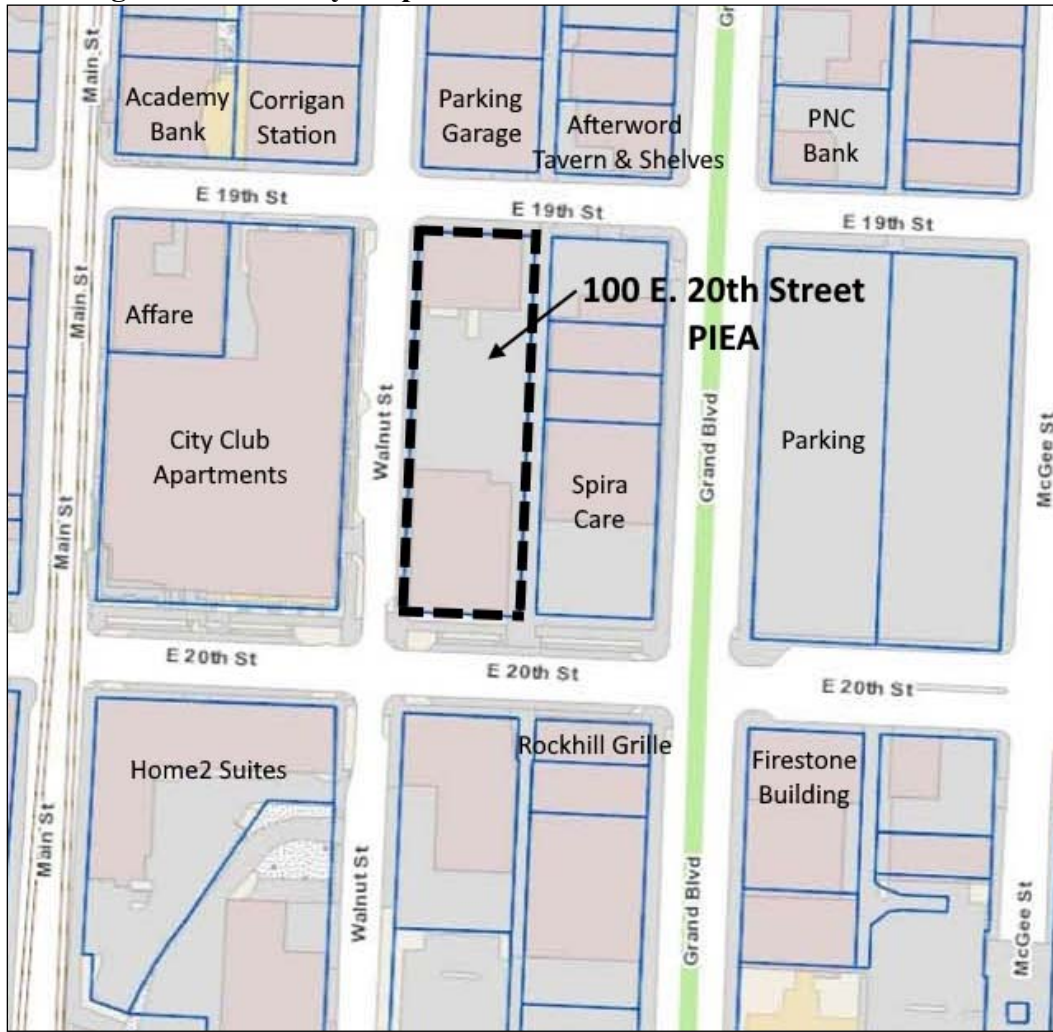 Main St
Academy
Bank
Corrigan
Station
Parking
Garage
Afterword
Tavern & Shelves
PNC
Bank
E 19th St
E 19th St
E 19th St
Main St
Affare
100 E. 20th Street
PIEA
City Club
Apartments
Walnut St
Spira
Care
Grand Blvd
Parking
McGee St
Main St
E 20th St
E 20th St
E 20th St
Home2 Suites
Rockhill Grille
Firestone
Building
Main St
Walnut St
Grand Blvd
McGee St